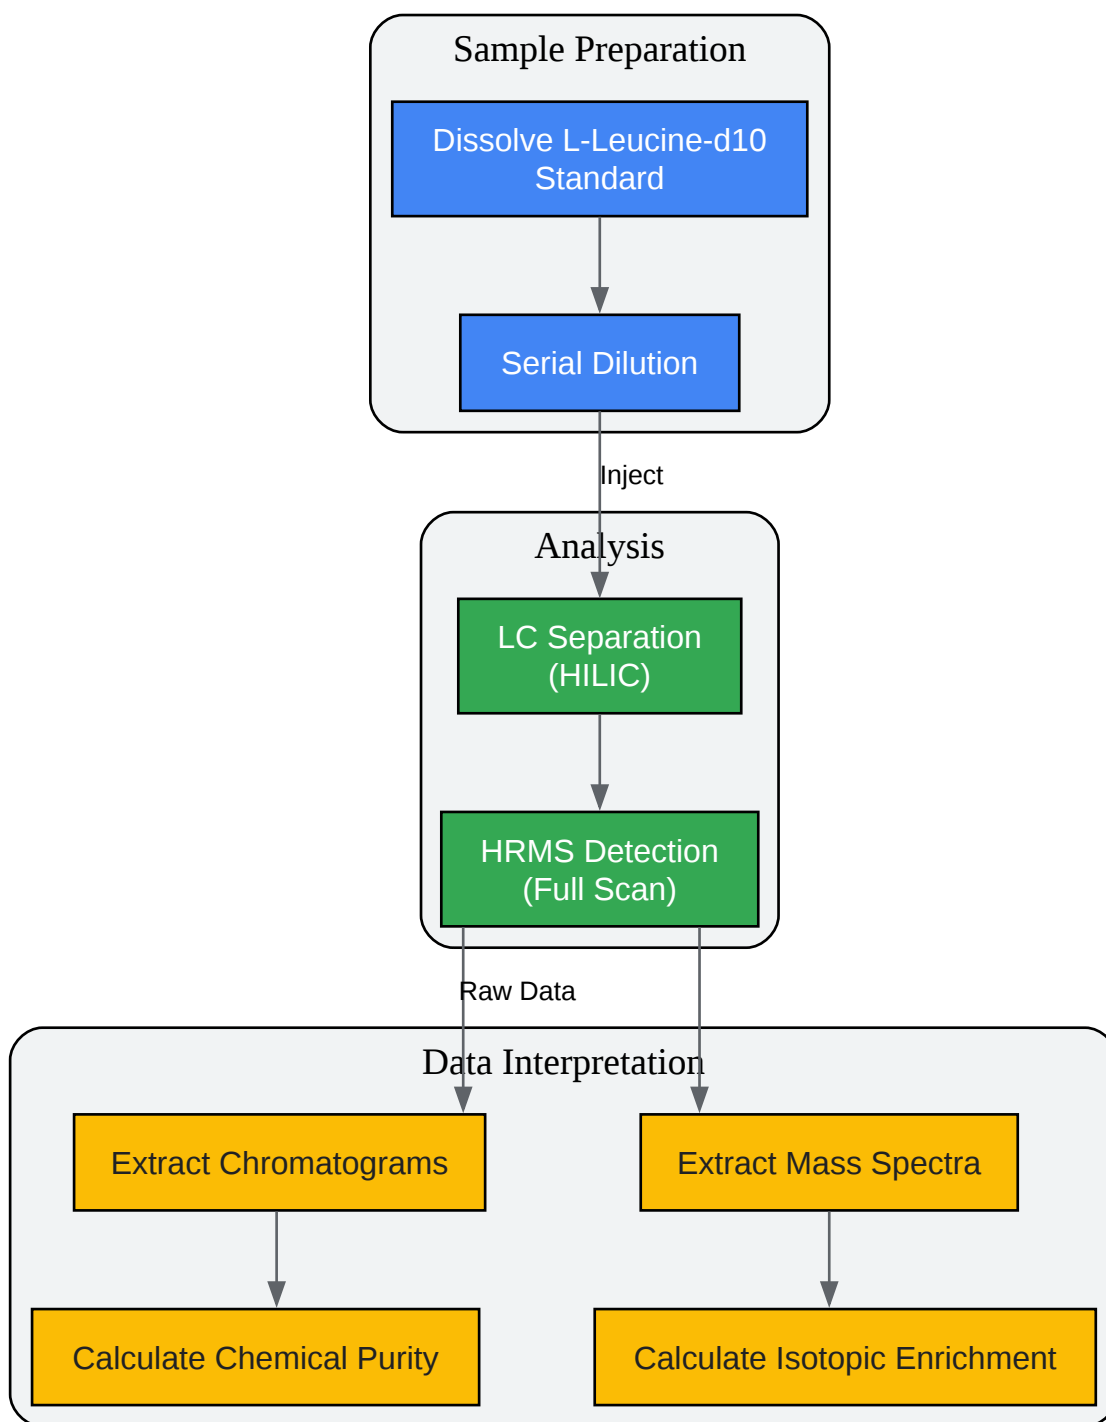 Sample Preparation
Dissolve L-Leucine-d10
Standard
Serial Dilution
Inject
Analysis
LC Separation
(HILIC)
HRMS Detection
(Full Scan)
Raw Data
Data Interpretation
Extract Chromatograms
Extract Mass Spectra
Calculate Chemical Purity
Calculate Isotopic Enrichment